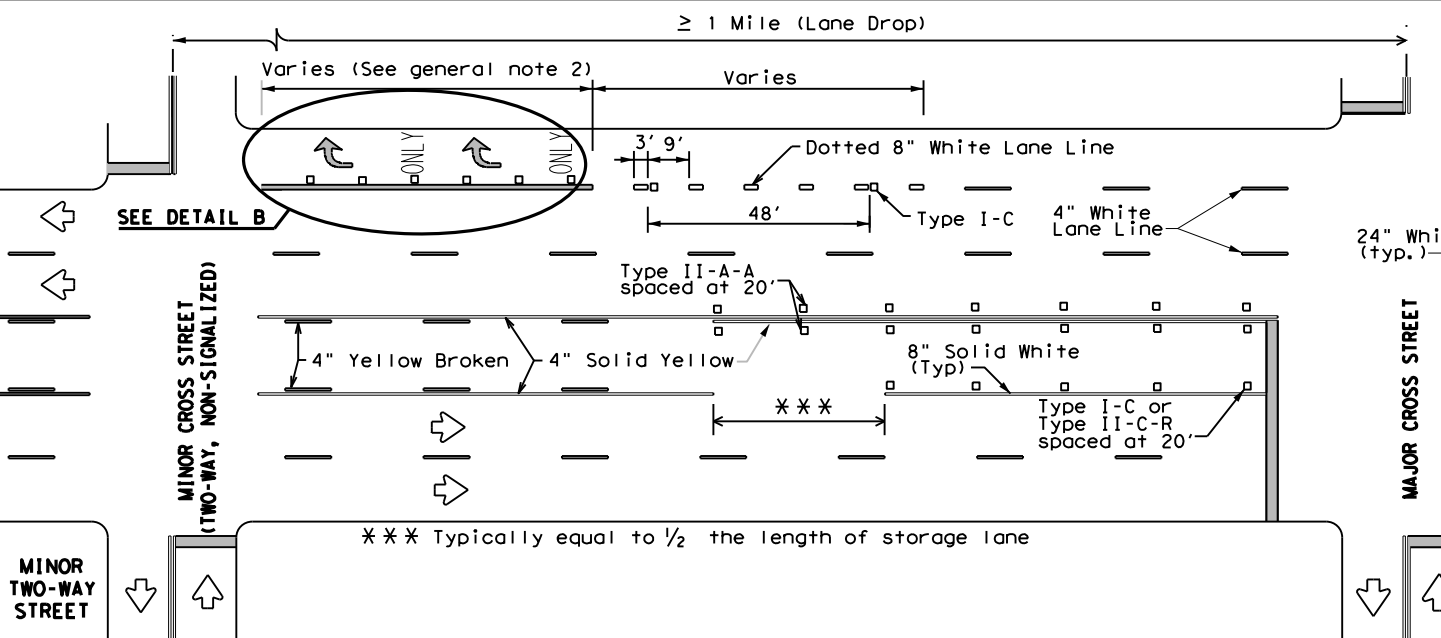 ≥ 1 Mile (Lane Drop)
Varies (See general note 2)
Varies
ONLY
ONLY
3' 9'
Dotted 8" White Lane Line
SEE DETAIL B
48'
Type I-C
4" White
Lane Line
24" Whi
(typ.)
Type II-A-A
spaced at 20'
4" Yellow Broken
4" Solid Yellow
8" Solid White
(Typ)
***
Type I-C or
Type II-C-R
spaced at 20'
MINOR CROSS STREET
(TWO-WAY, NON-SIGNALIZED)
MAJOR CROSS STREET
*** Typically equal to ½ the length of storage lane
MINOR
TWO-WAY
STREET